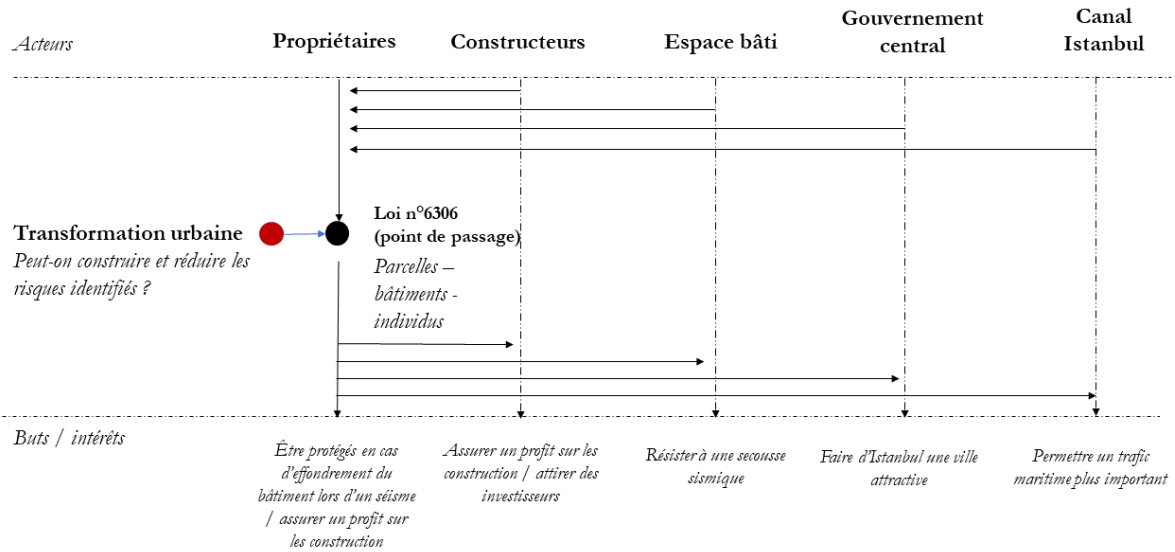 Acteurs
Propriétaires
Constructeurs
Espace bâti
Gouvernement
central
Canal
Istanbul
Transformation urbaine
Peut-on construire et réduire les
risques identifiés ?
Loi n°6306
(point de passage)
Parcelles –
bâtiments -
individus
Buts / intérêts
Être protégés en cas
d'effondrement du
bâtiment lors d'un séisme
/ assurer un profit sur
les construction
Assurer un profit sur les
construction / attirer des
investisseurs
Résister à une secousse
sismique
Faire d'Istanbul une ville
attractive
Permettre un trafic
maritime plus important